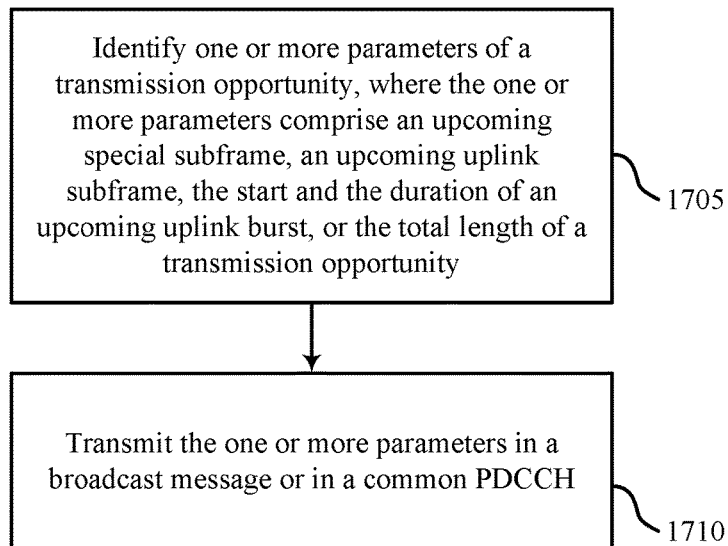 Identify one or more parameters of a
transmission opportunity, where the one or
more parameters comprise an upcoming
special subframe, an upcoming uplink
subframe, the start and the duration of an
upcoming uplink burst, or the total length of a
transmission opportunity
1705
Transmit the one or more parameters in a
broadcast message or in a common PDCCH
1710